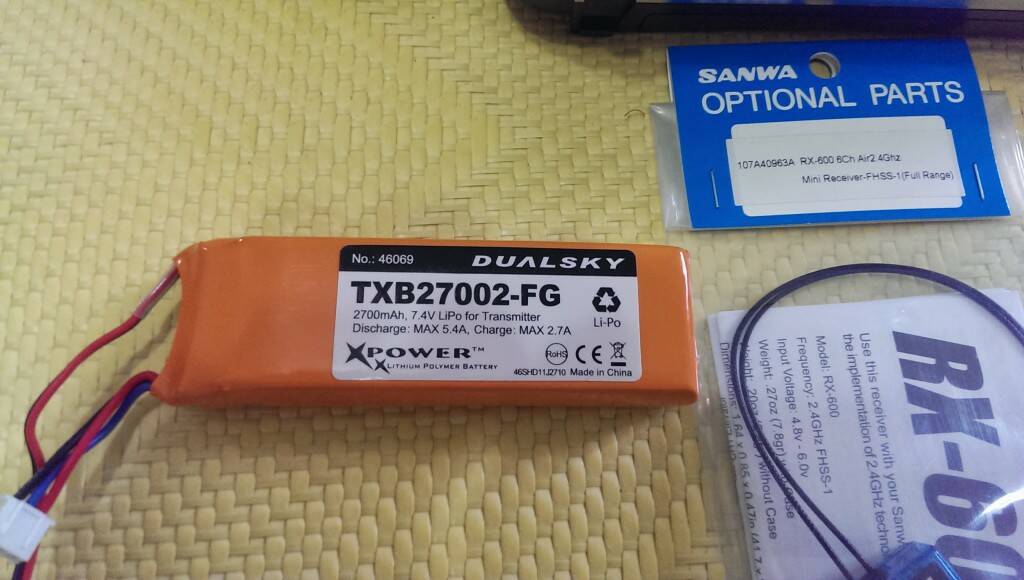 SANWA
OPTIONAL PARTS
107A40963A RX-600 6Ch Air2.4Ghz
Mini Receiver-FHSS-1(Full Range)
No.: 46069
DUALSKY
TXB27002-FG
2700mAh, 7.4V LiPo for Transmitter
Discharge: MAX 5.4A, Charge: MAX 2.7A
Li-Po
XPOWER™
LITHIUM POLYMER BATTERY
RoHS
CE
46SHD11J2710 Made in China
RX-60
Use this receiver with your Sanw
the implementation of 2.4GHz techno
Model: RX-600
Frequency: 2.4GHz FHSS-1
Input Voltage: 4.8v - 6.0v
Weight: .27oz (7.8gr)
without Case